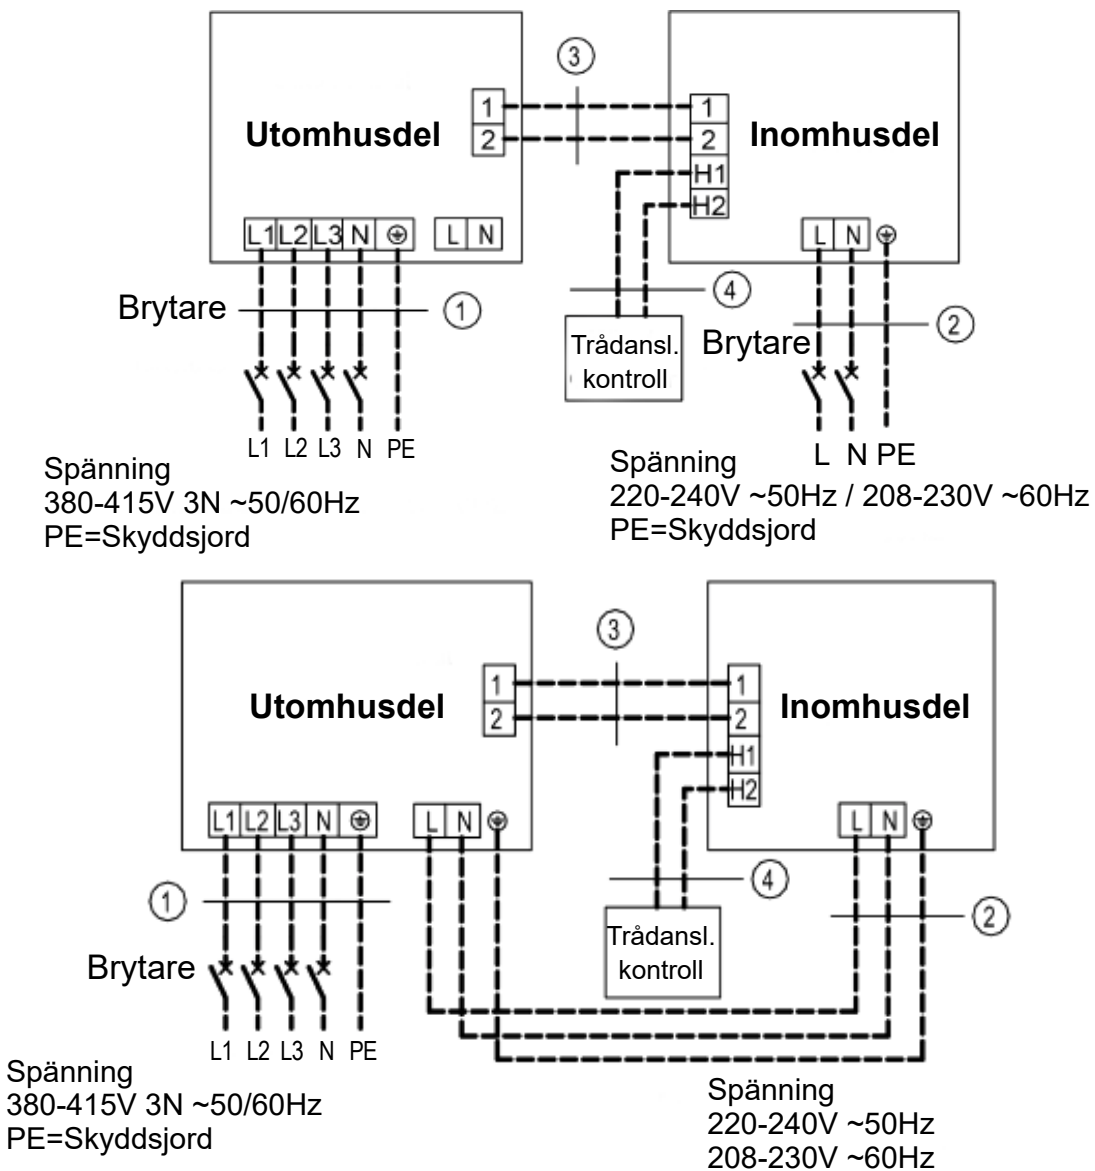 ③
Utomhusdel
1
2
1
2
H1
H2
Inomhusdel
L1 L2 L3 N
L N
L N
Brytare
①
④
Trådansl.
kontroll
Brytare
②
L1 L2 L3 N PE
L N PE
Spänning
380-415V 3N ~50/60Hz
PE=Skyddsjord
Spänning
220-240V ~50Hz / 208-230V ~60Hz
PE=Skyddsjord
③
Utomhusdel
1
2
1
2
H1
H2
Inomhusdel
L1 L2 L3 N
L N
L N
①
④
②
Trådansl.
kontroll
Brytare
L1 L2 L3 N PE
Spänning
380-415V 3N ~50/60Hz
PE=Skyddsjord
Spänning
220-240V ~50Hz
208-230V ~60Hz